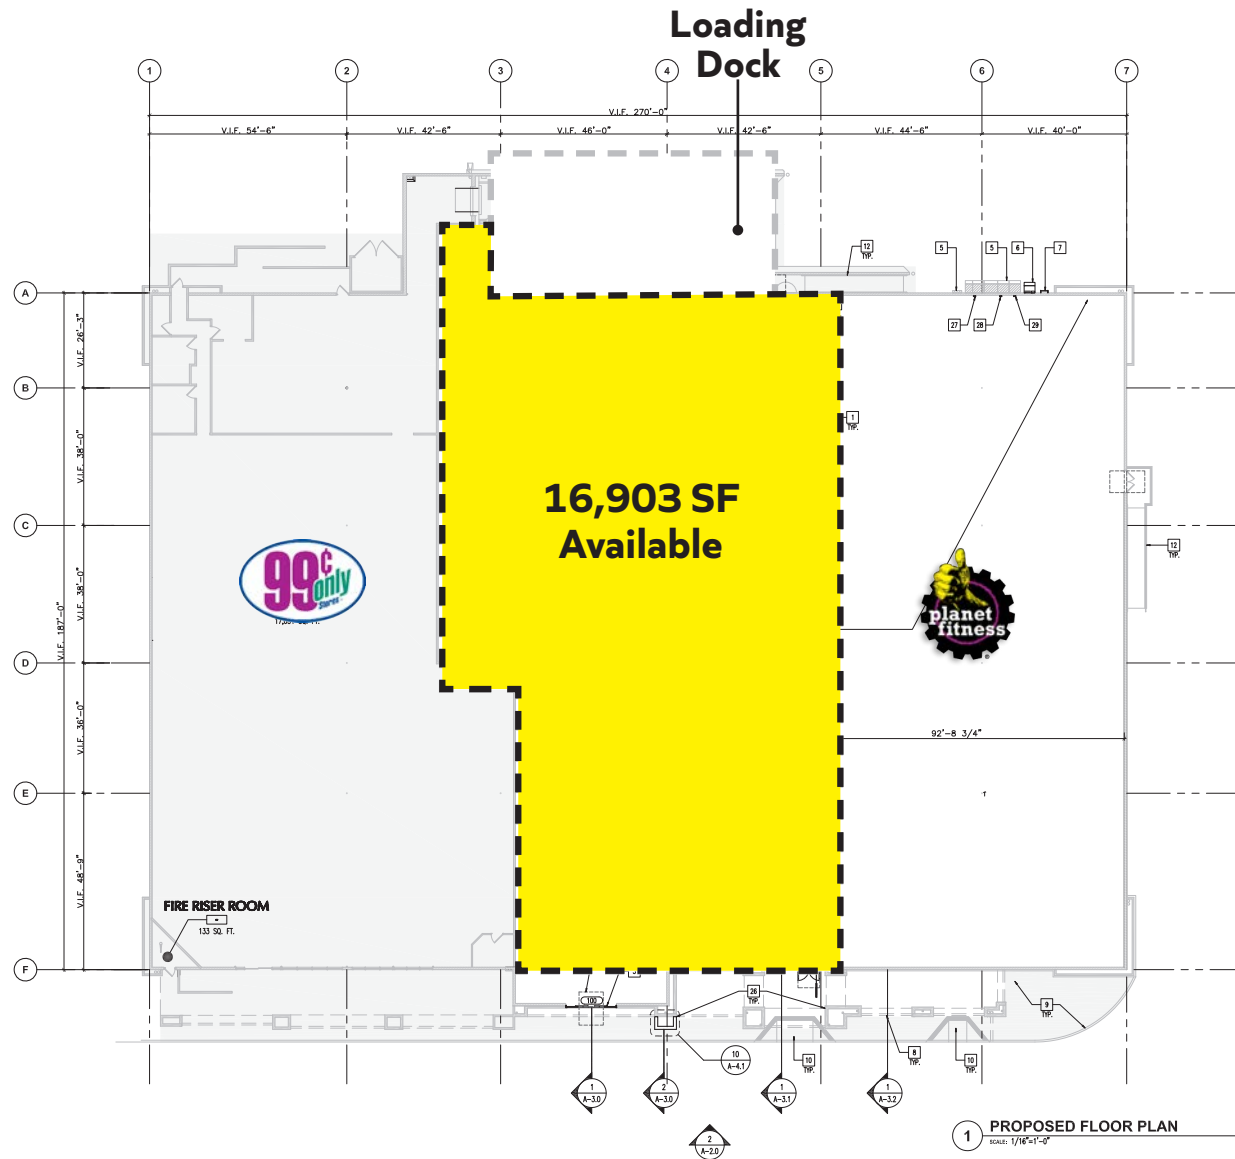 Loading
Dock
1 2 3 4 5 6 7
V.I.F. 270'-0"
V.I.F. 54'-6" V.I.F. 42'-6" V.I.F. 46'-0" V.I.F. 42'-6" V.I.F. 44'-6" V.I.F. 40'-0"
12
TYP.
5 5 6 7
A
27 28 29
V.I.F. 26'-3"
B
1
TYP.
V.I.F. 38'-0"
16,903 SF
Available
C
12
TYP.
99¢
only
Stores
V.I.F. 38'-0"
planet
fitness
V.I.F. 187'-0"
D
V.I.F. 36'-0"
92'-8 3/4"
E
V.I.F. 48'-9"
FIRE RISER ROOM
133 SQ. FT.
F
100
26
TYP.
9
TYP.
10
A-4.1
10
TYP.
8
TYP.
10
TYP.
1
A-3.0
2
A-3.0
1
A-3.1
1
A-3.2
2
A-2.0
1 PROPOSED FLOOR PLAN
SCALE: 1/16"=1'-0"